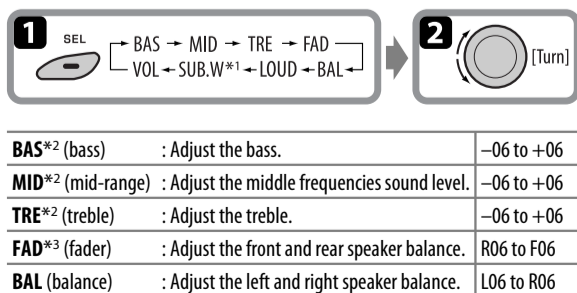 1 SEL BAS → MID → TRE → FAD
VOL ← SUB.W*1 ← LOUD ← BAL
2 [Turn]
BAS*2 (bass) : Adjust the bass. –06 to +06
MID*2 (mid-range) : Adjust the middle frequencies sound level. –06 to +06
TRE*2 (treble) : Adjust the treble. –06 to +06
FAD*3 (fader) : Adjust the front and rear speaker balance. R06 to F06
BAL (balance) : Adjust the left and right speaker balance. L06 to R06